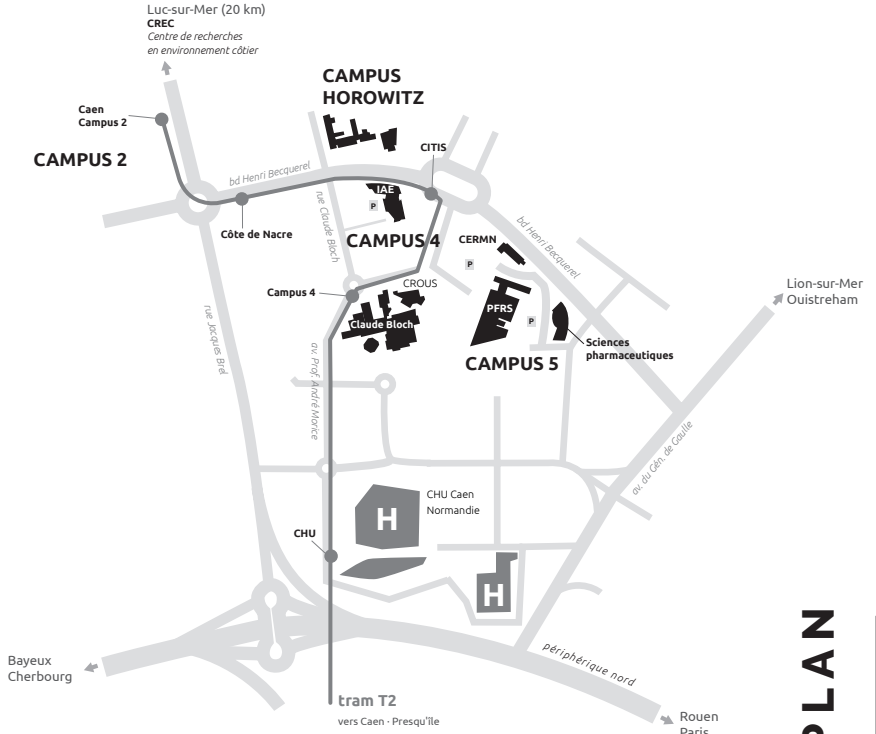 Luc-sur-Mer (20 km)
CREC
Centre de recherches
en environnement côtier
CAMPUS
HOROWITZ
Caen
Campus 2
CAMPUS 2
CITIS
bd Henri Becquerel
IAE
P
rue Claude Bloch
Côte de Nacre
CAMPUS 4
CERMN
P
bd Henri Becquerel
Campus 4
CROUS
Lion-sur-Mer
Ouistreham
PFRS
P
Claude Bloch
rue Jacques Brel
Sciences
pharmaceutiques
CAMPUS 5
av. Prof. André Morice
av. du Gén. de Gaulle
CHU Caen
Normandie
H
CHU
H
périphérique nord
Bayeux
Cherbourg
tram T2
vers Caen · Presqu'île
Rouen
Paris
PLAN